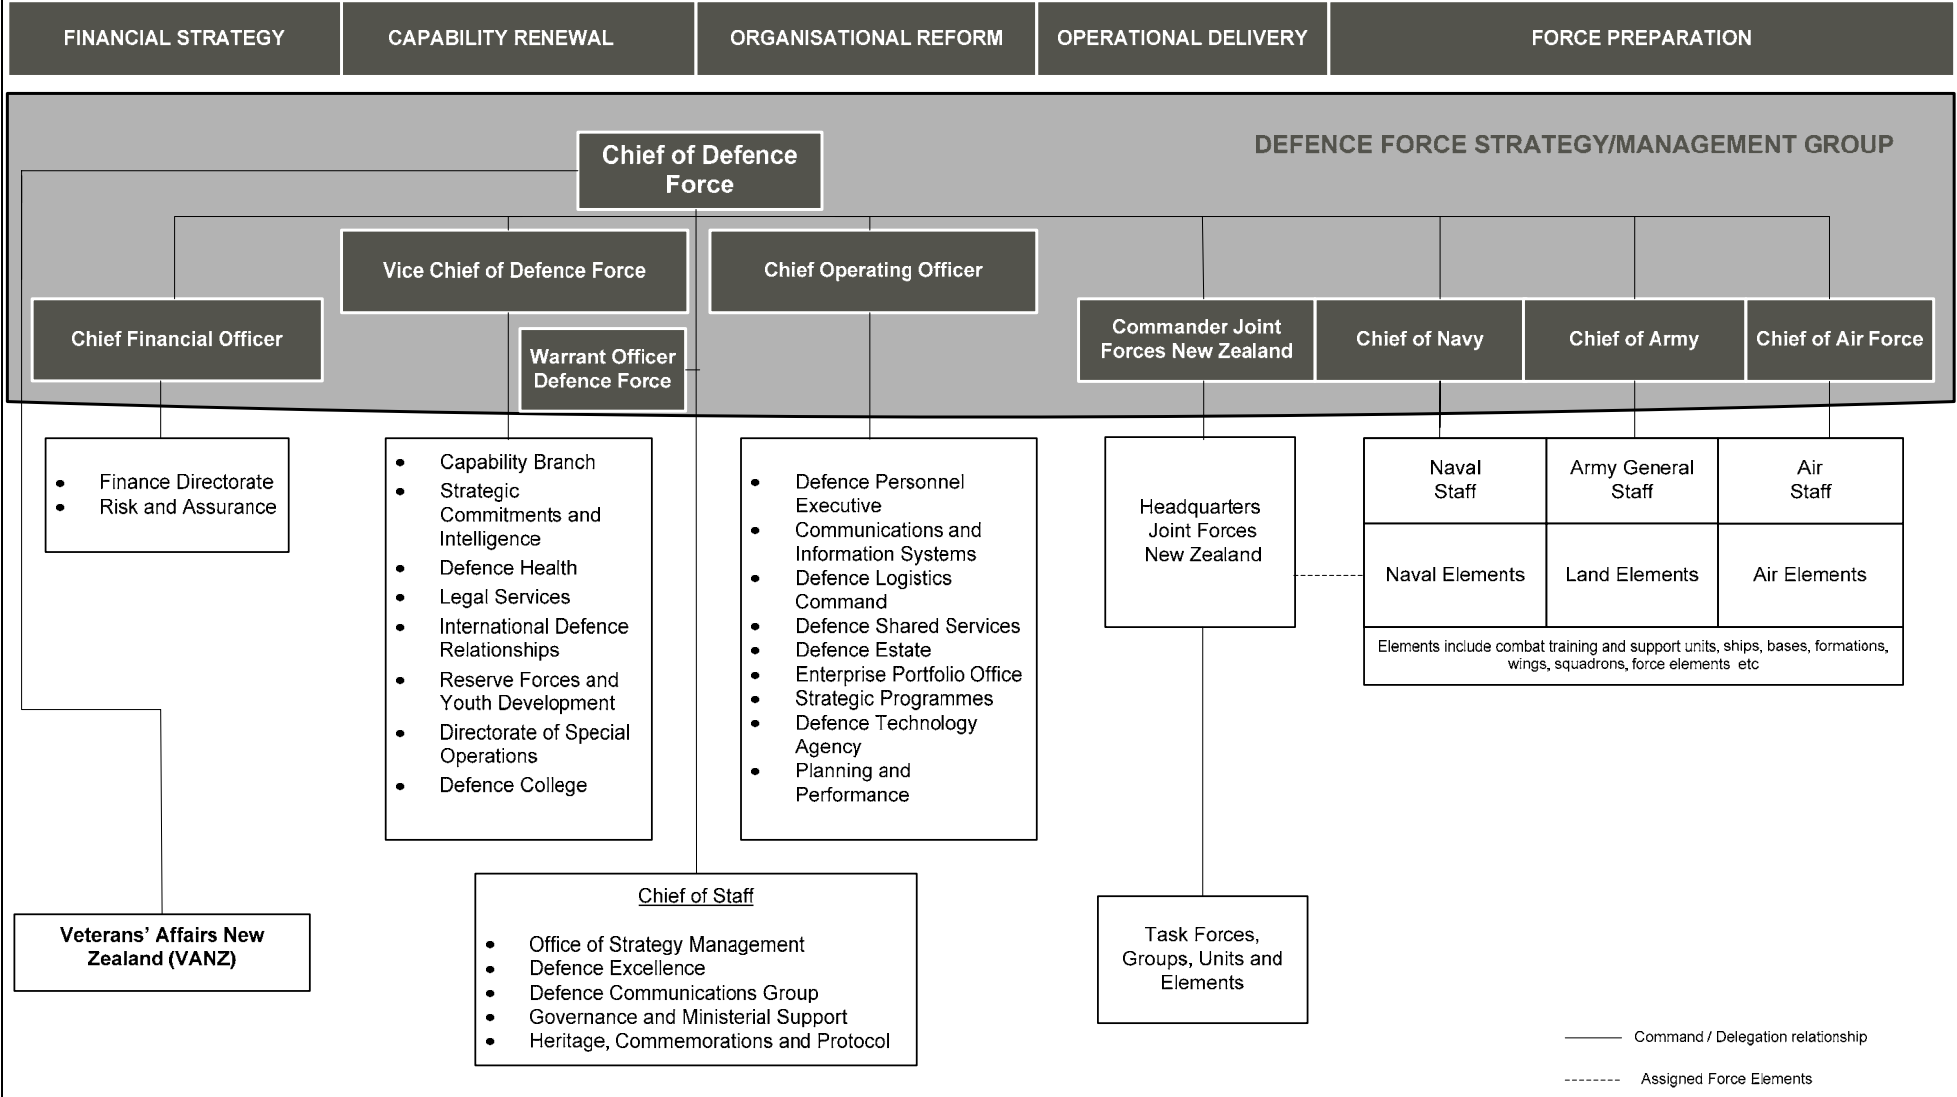 FINANCIAL STRATEGY
CAPABILITY RENEWAL
ORGANISATIONAL REFORM
OPERATIONAL DELIVERY
FORCE PREPARATION
DEFENCE FORCE STRATEGY/MANAGEMENT GROUP
Chief of Defence
Force
Vice Chief of Defence Force
Chief Operating Officer
Chief Financial Officer
Warrant Officer
Defence Force
Commander Joint
Forces New Zealand
Chief of Navy
Chief of Army
Chief of Air Force
• Finance Directorate
• Risk and Assurance
• Capability Branch
• Strategic
Commitments and
Intelligence
• Defence Health
• Legal Services
• International Defence
Relationships
• Reserve Forces and
Youth Development
• Directorate of Special
Operations
• Defence College
• Defence Personnel
Executive
• Communications and
Information Systems
• Defence Logistics
Command
• Defence Shared Services
• Defence Estate
• Enterprise Portfolio Office
• Strategic Programmes
• Defence Technology
Agency
• Planning and
Performance
Headquarters
Joint Forces
New Zealand
Naval
Staff
Army General
Staff
Air
Staff
Naval Elements
Land Elements
Air Elements
Elements include combat training and support units, ships, bases, formations,
wings, squadrons, force elements etc
Veterans’ Affairs New
Zealand (VANZ)
Chief of Staff
• Office of Strategy Management
• Defence Excellence
• Defence Communications Group
• Governance and Ministerial Support
• Heritage, Commemorations and Protocol
Task Forces,
Groups, Units and
Elements
Command / Delegation relationship
Assigned Force Elements